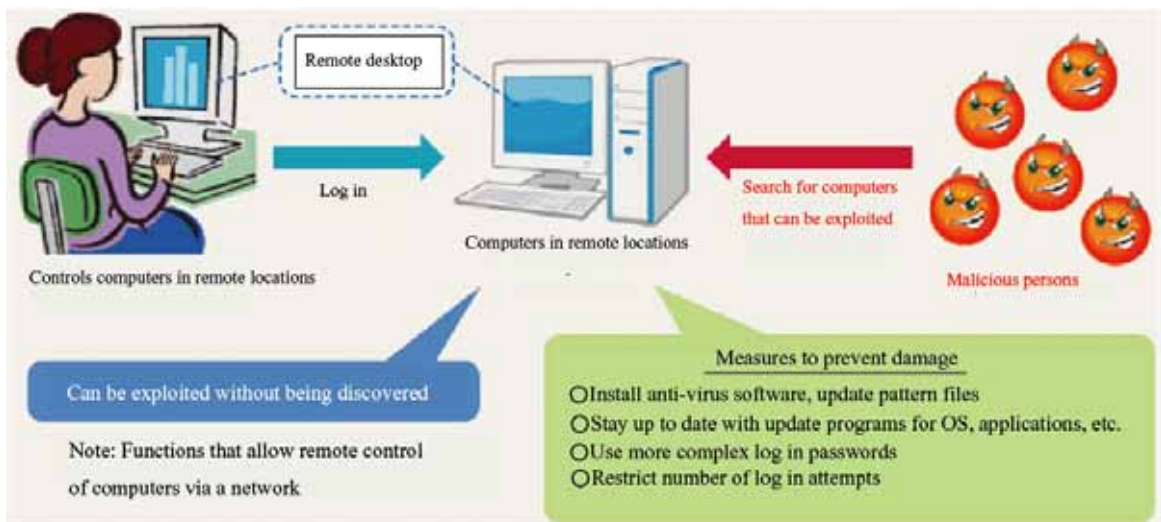 Remote desktop
Log in
Search for computers
that can be exploited
Computers in remote locations
Controls computers in remote locations
Malicious persons
Can be exploited without being discovered
Note: Functions that allow remote control
of computers via a network
Measures to prevent damage
○Install anti-virus software, update pattern files
○Stay up to date with update programs for OS, applications, etc.
○Use more complex log in passwords
○Restrict number of log in attempts